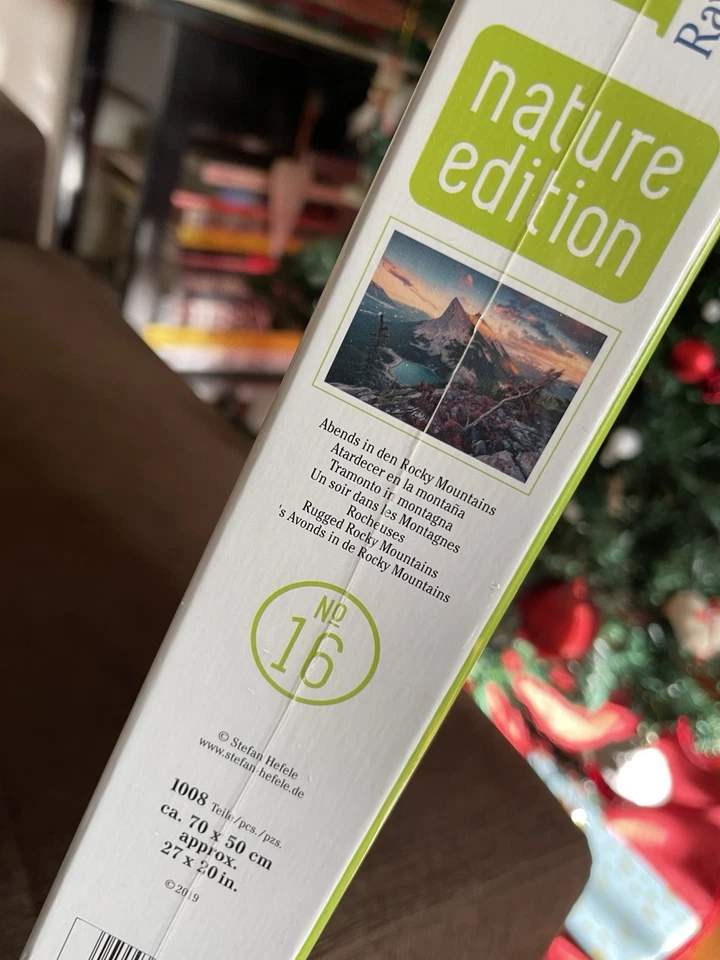 nature
edition
Abends in den Rocky Mountains
Atardecer en la montaña
Tramonto in montagna
Un soir dans les Montagnes
Rocheuses
Rugged Rocky Mountains
's Avonds in de Rocky Mountains
No
16
© Stefan Hefele
www.stefan-hefele.de
1008 Teile/pcs./pzs.
ca. 70 x 50 cm
approx.
27 x 20 in.
©2019